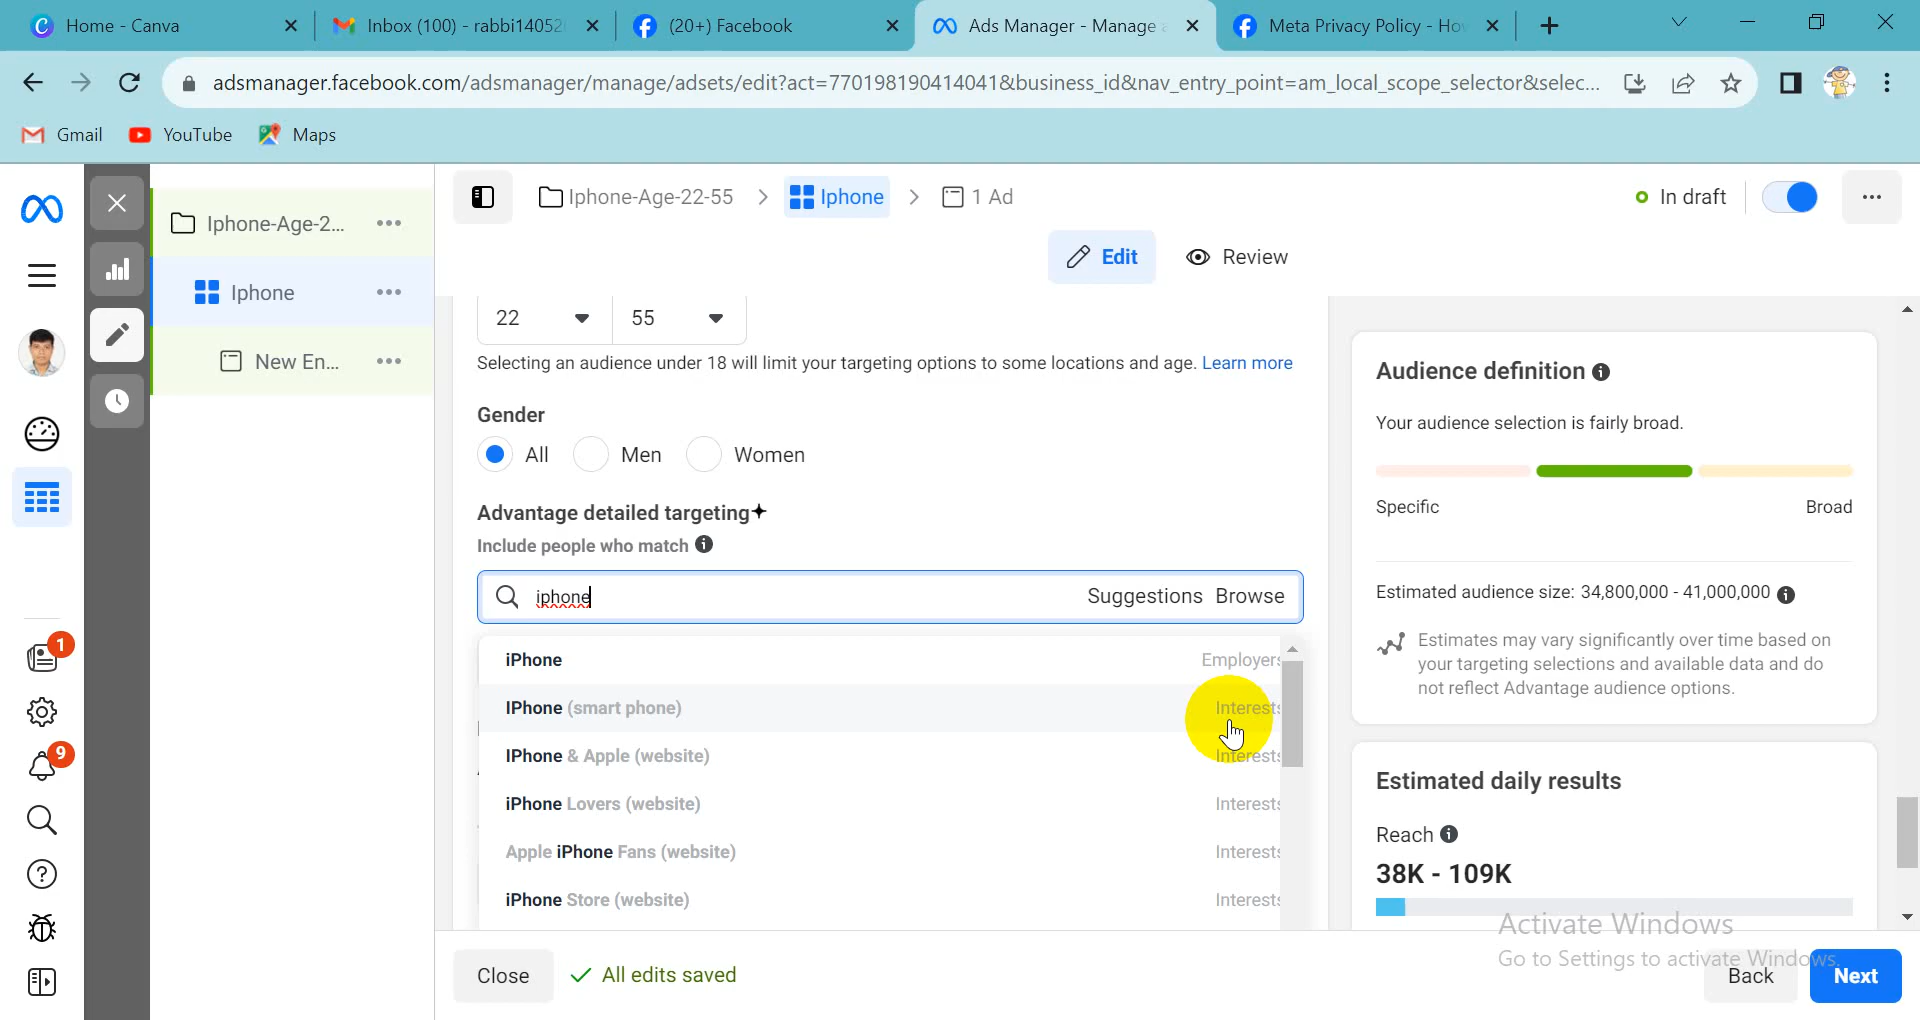 Home - Canva
Inbox (100) - rabbi14052
(20+) Facebook
Ads Manager - Manage a
Meta Privacy Policy - Ho
adsmanager.facebook.com/adsmanager/manage/adsets/edit?act=770198190414041&business_id&nav_entry_point=am_local_scope_selector&selec...
Gmail
YouTube
Maps
Iphone-Age-22-55
Iphone
1 Ad
In draft
Iphone-Age-2...
Iphone
New En...
Edit
Review
22
55
Selecting an audience under 18 will limit your targeting options to some locations and age. Learn more
Gender
All
Men
Women
Advantage detailed targeting
Include people who match
iphone
Suggestions
Browse
iPhone
Employers
IPhone (smart phone)
Interests
IPhone & Apple (website)
Interests
iPhone Lovers (website)
Interests
Apple iPhone Fans (website)
Interests
iPhone Store (website)
Interests
Audience definition
Your audience selection is fairly broad.
Specific
Broad
Estimated audience size: 34,800,000 - 41,000,000
Estimates may vary significantly over time based on
your targeting selections and available data and do
not reflect Advantage audience options.
Estimated daily results
Reach
38K - 109K
Activate Windows
Go to Settings to activate Windows.
1
9
Close
All edits saved
Back
Next